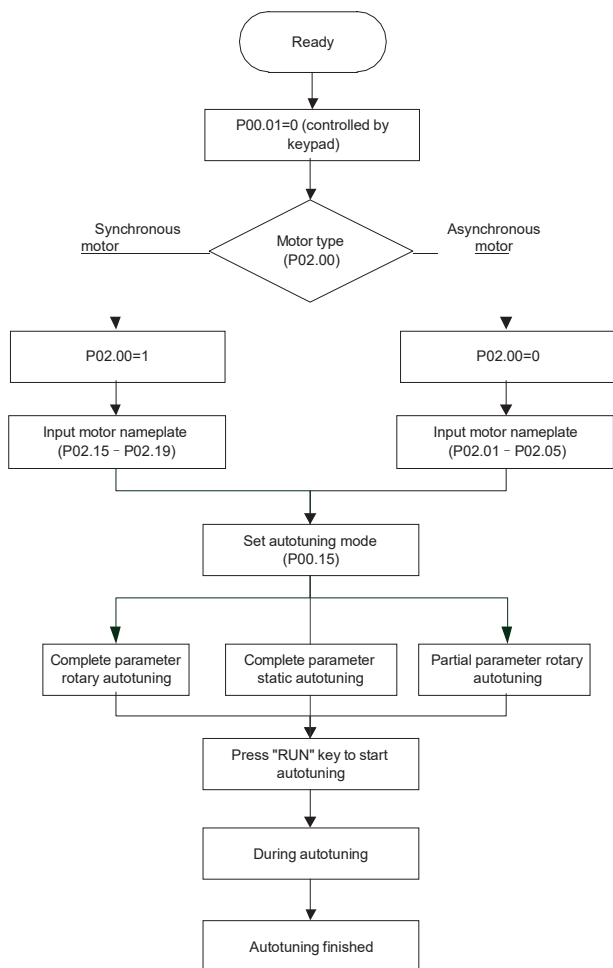 Ready
P00.01=0 (controlled by
keypad)
Synchronous
motor
Motor type
(P02.00)
Asynchronous
motor
P02.00=1
P02.00=0
Input motor nameplate
(P02.15﹣P02.19)
Input motor nameplate
(P02.01﹣P02.05)
Set autotuning mode
(P00.15)
Complete parameter
rotary autotuning
Complete parameter
static autotuning
Partial parameter rotary
autotuning
Press "RUN" key to start
autotuning
During autotuning
Autotuning finished